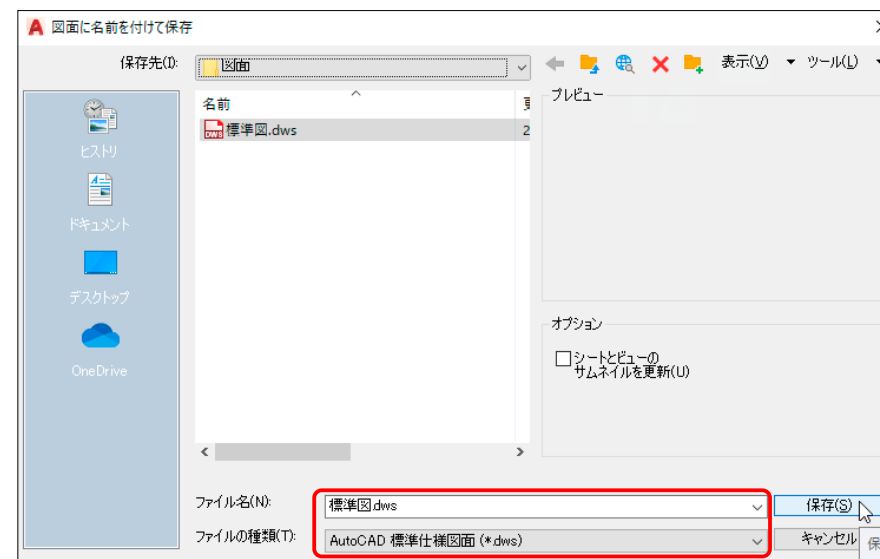 図面に名前を付けて保存
保存先(I):
図面
表示(V)
ツール(L)
名前
プレビュー
標準図.dws
2
ヒストリ
ドキュメント
デスクトップ
OneDrive
オプション
シートとビューの
サムネイルを更新(U)
ファイル名(N):
標準図.dws
保存(S)
ファイルの種類(T):
AutoCAD 標準仕様図面 (*.dws)
キャンセル
保